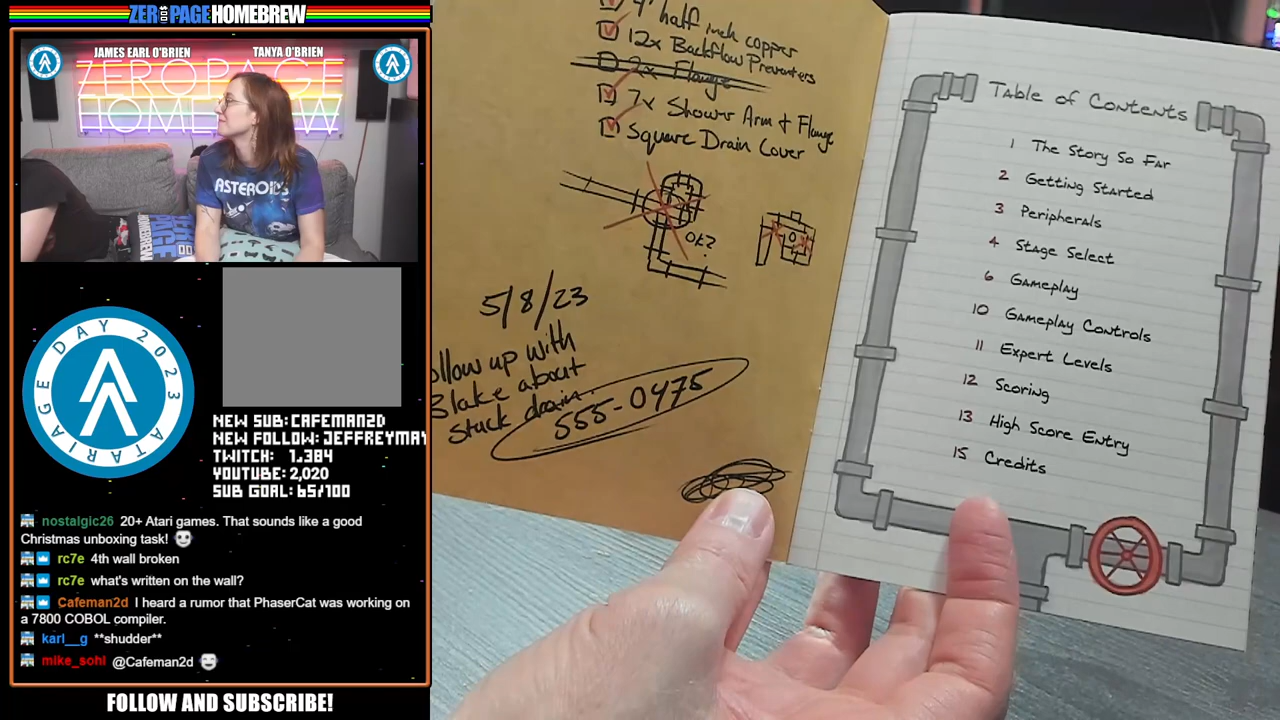 ZEROPAGE HOMEBREW
JAMES EARL O'BRIEN
TANYA O'BRIEN
ZEROPAGE
HOMEBREW
ASTEROIDS
HOMEBREW
ATARIAGE DAY 2023
NEW SUB: CAFEMAN2D
NEW FOLLOW: JEFFREYMAY
TWITCH: 1,384
YOUTUBE: 2,020
SUB GOAL: 65/100
nostalgic26 20+ Atari games. That sounds like a good
Christmas unboxing task!
rc7e 4th wall broken
rc7e what's written on the wall?
Cafeman2d I heard a rumor that PhaserCat was working on
a 7800 COBOL compiler.
karl__g **shudder**
mike_sohl @Cafeman2d
FOLLOW AND SUBSCRIBE!
9' half inch copper
12x Backflow Preventers
2x Flange
7x Shower Arm & Flange
Square Drain Cover
OK?
5/8/23
ollow up with
Blake about
stuck drain.
555-0475
Table of Contents
1 The Story So Far
2 Getting Started
3 Peripherals
4 Stage Select
6 Gameplay
10 Gameplay Controls
11 Expert Levels
12 Scoring
13 High Score Entry
15 Credits